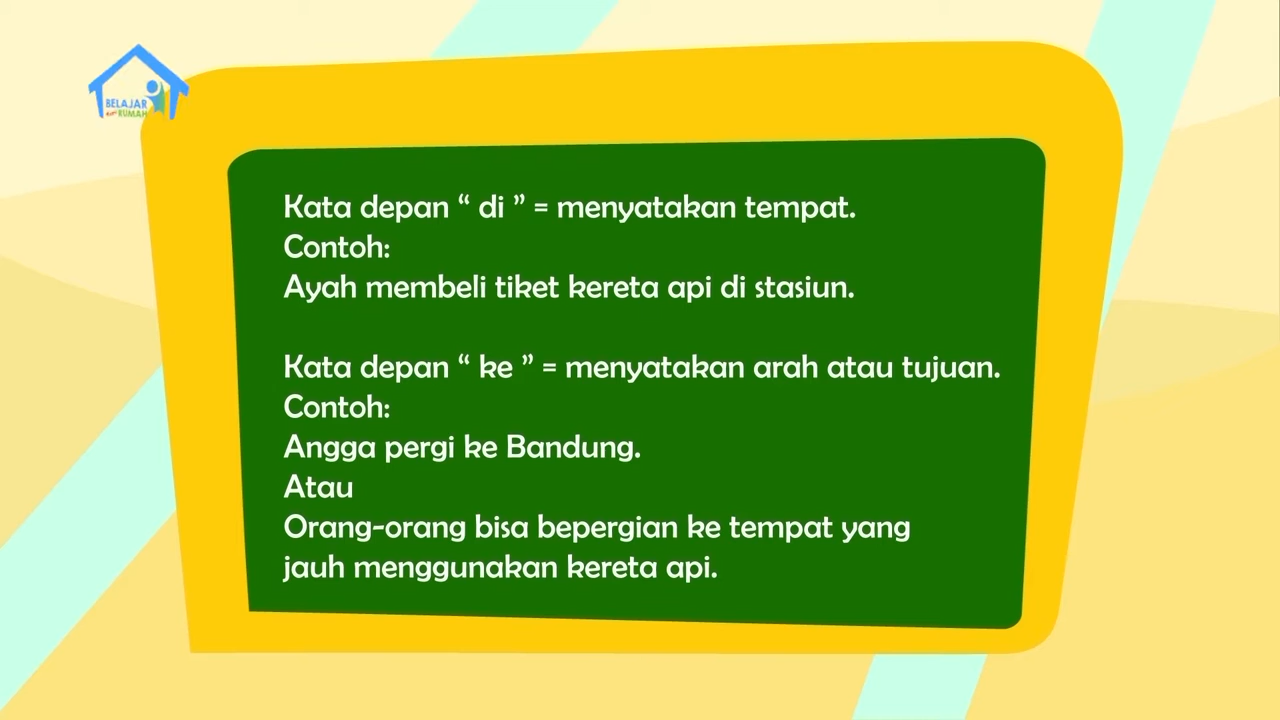 BELAJAR
dari RUMAH
Kata depan “ di ” = menyatakan tempat.
Contoh:
Ayah membeli tiket kereta api di stasiun.
Kata depan “ ke ” = menyatakan arah atau tujuan.
Contoh:
Angga pergi ke Bandung.
Atau
Orang-orang bisa bepergian ke tempat yang
jauh menggunakan kereta api.